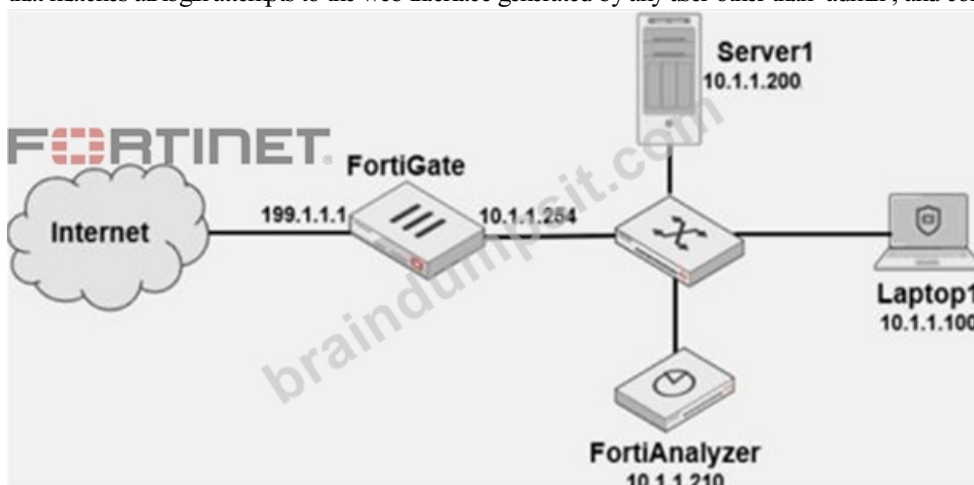 Server1
10.1.1.200
FORTINET
FortiGate
199.1.1.1
10.1.1.254
Internet
Laptop1
10.1.1.100
FortiAnalyzer
10.1.1.210
braindumpsit.com